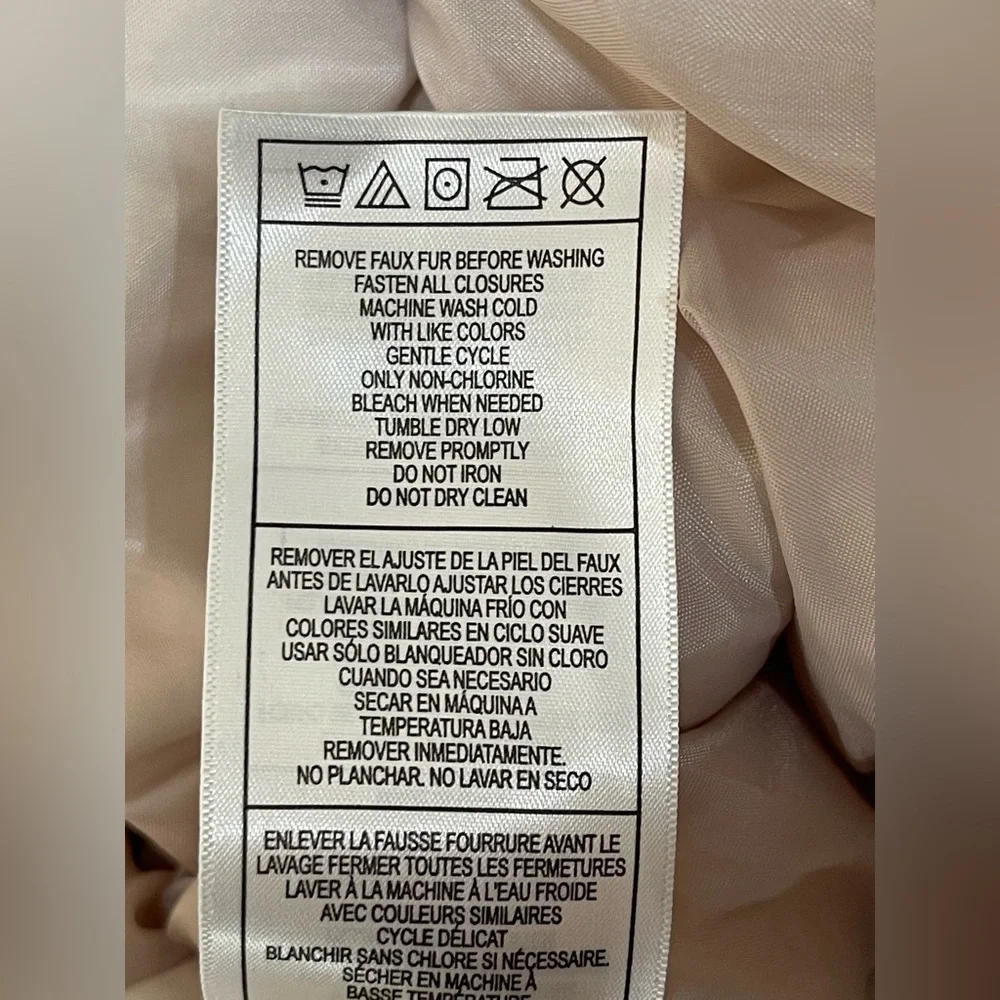 REMOVE FAUX FUR BEFORE WASHING
FASTEN ALL CLOSURES
MACHINE WASH COLD
WITH LIKE COLORS
GENTLE CYCLE
ONLY NON-CHLORINE
BLEACH WHEN NEEDED
TUMBLE DRY LOW
REMOVE PROMPTLY
DO NOT IRON
DO NOT DRY CLEAN
REMOVER EL AJUSTE DE LA PIEL DEL FAUX
ANTES DE LAVARLO AJUSTAR LOS CIERRES
LAVAR LA MÁQUINA FRÍO CON
COLORES SIMILARES EN CICLO SUAVE
USAR SÓLO BLANQUEADOR SIN CLORO
CUANDO SEA NECESARIO
SECAR EN MÁQUINA A
TEMPERATURA BAJA
REMOVER INMEDIATAMENTE.
NO PLANCHAR. NO LAVAR EN SECO
ENLEVER LA FAUSSE FOURRURE AVANT LE
LAVAGE FERMER TOUTES LES FERMETURES
LAVER À LA MACHINE À L'EAU FROIDE
AVEC COULEURS SIMILAIRES
CYCLE DÉLICAT
BLANCHIR SANS CHLORE SI NÉCESSAIRE.
SÉCHER EN MACHINE À
BASSE TEMPÉRATURE